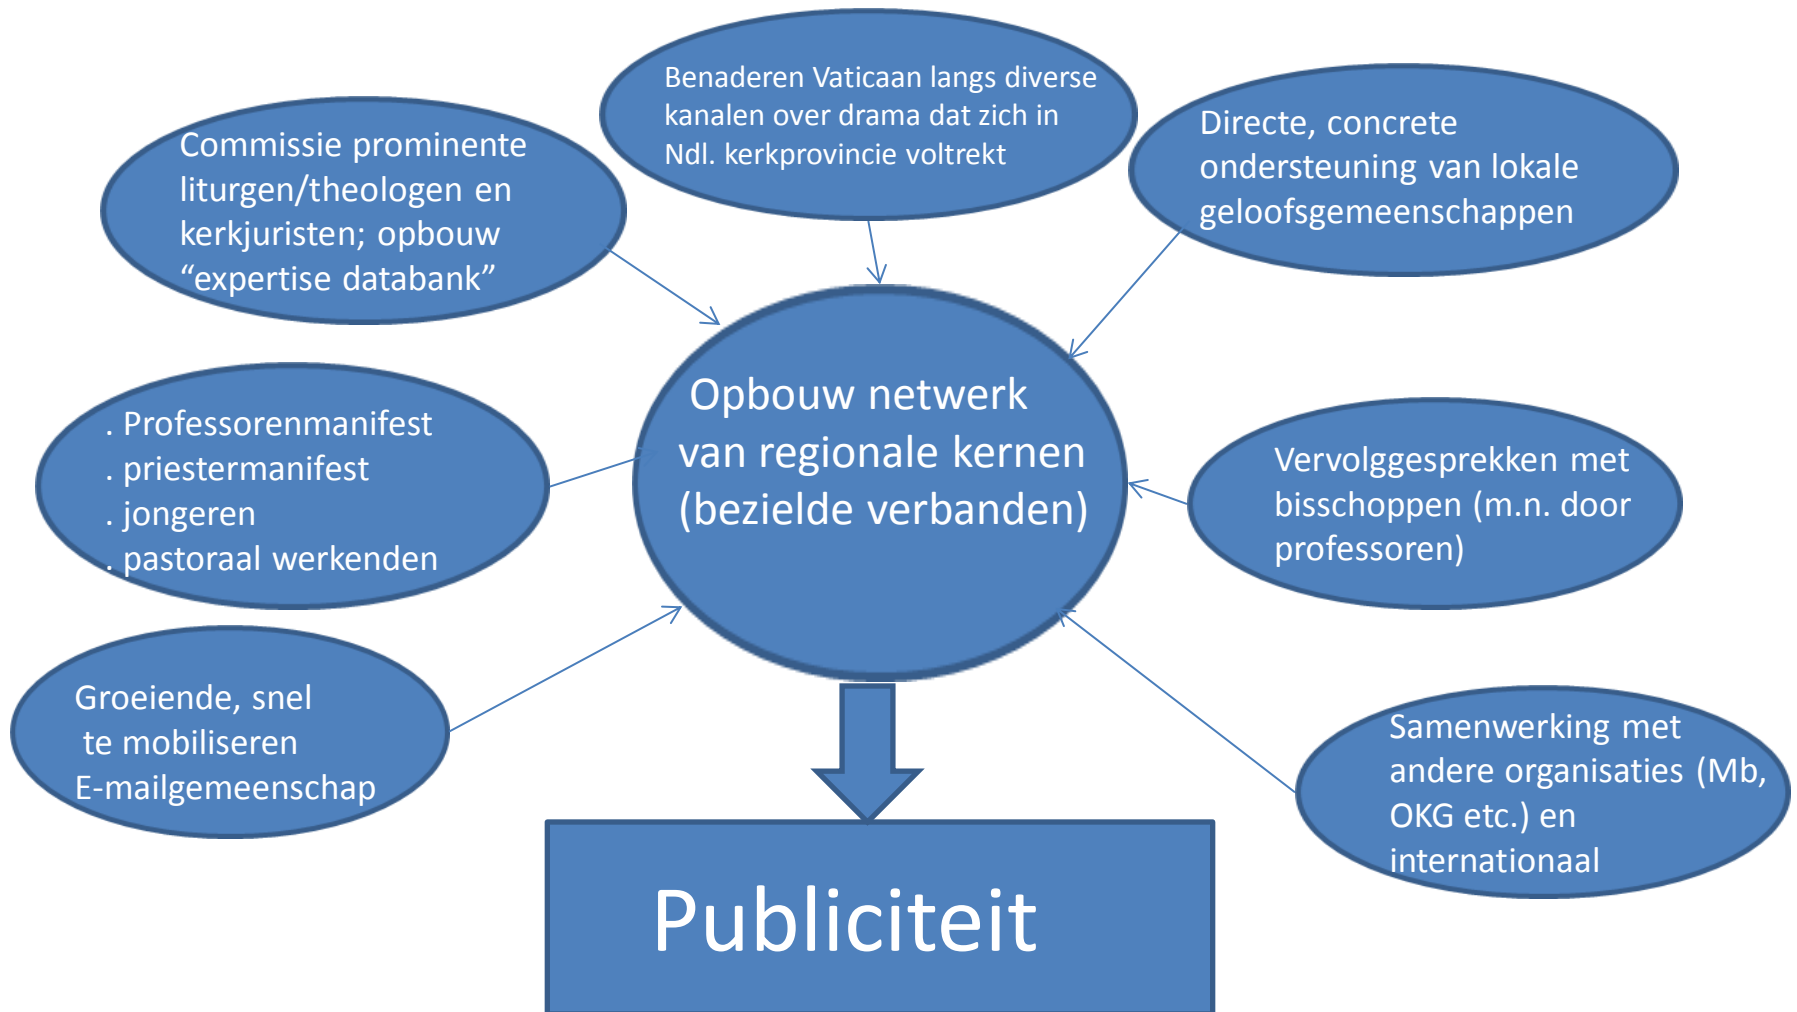 Benaderen Vaticaan langs diverse
kanalen over drama dat zich in
Ndl. kerkprovincie voltrekt
Commissie prominente
liturgen/theologen en
kerkjuristen; opbouw
“expertise databank”
Directe, concrete
ondersteuning van lokale
geloofsgemeenschappen
. Professorenmanifest
. priestermanifest
. jongeren
. pastoraal werkenden
Opbouw netwerk
van regionale kernen
(bezielde verbanden)
Vervolggesprekken met
bisschoppen (m.n. door
professoren)
Groeiende, snel
te mobiliseren
E-mailgemeenschap
Samenwerking met
andere organisaties (Mb,
OKG etc.) en
internationaal
Publiciteit